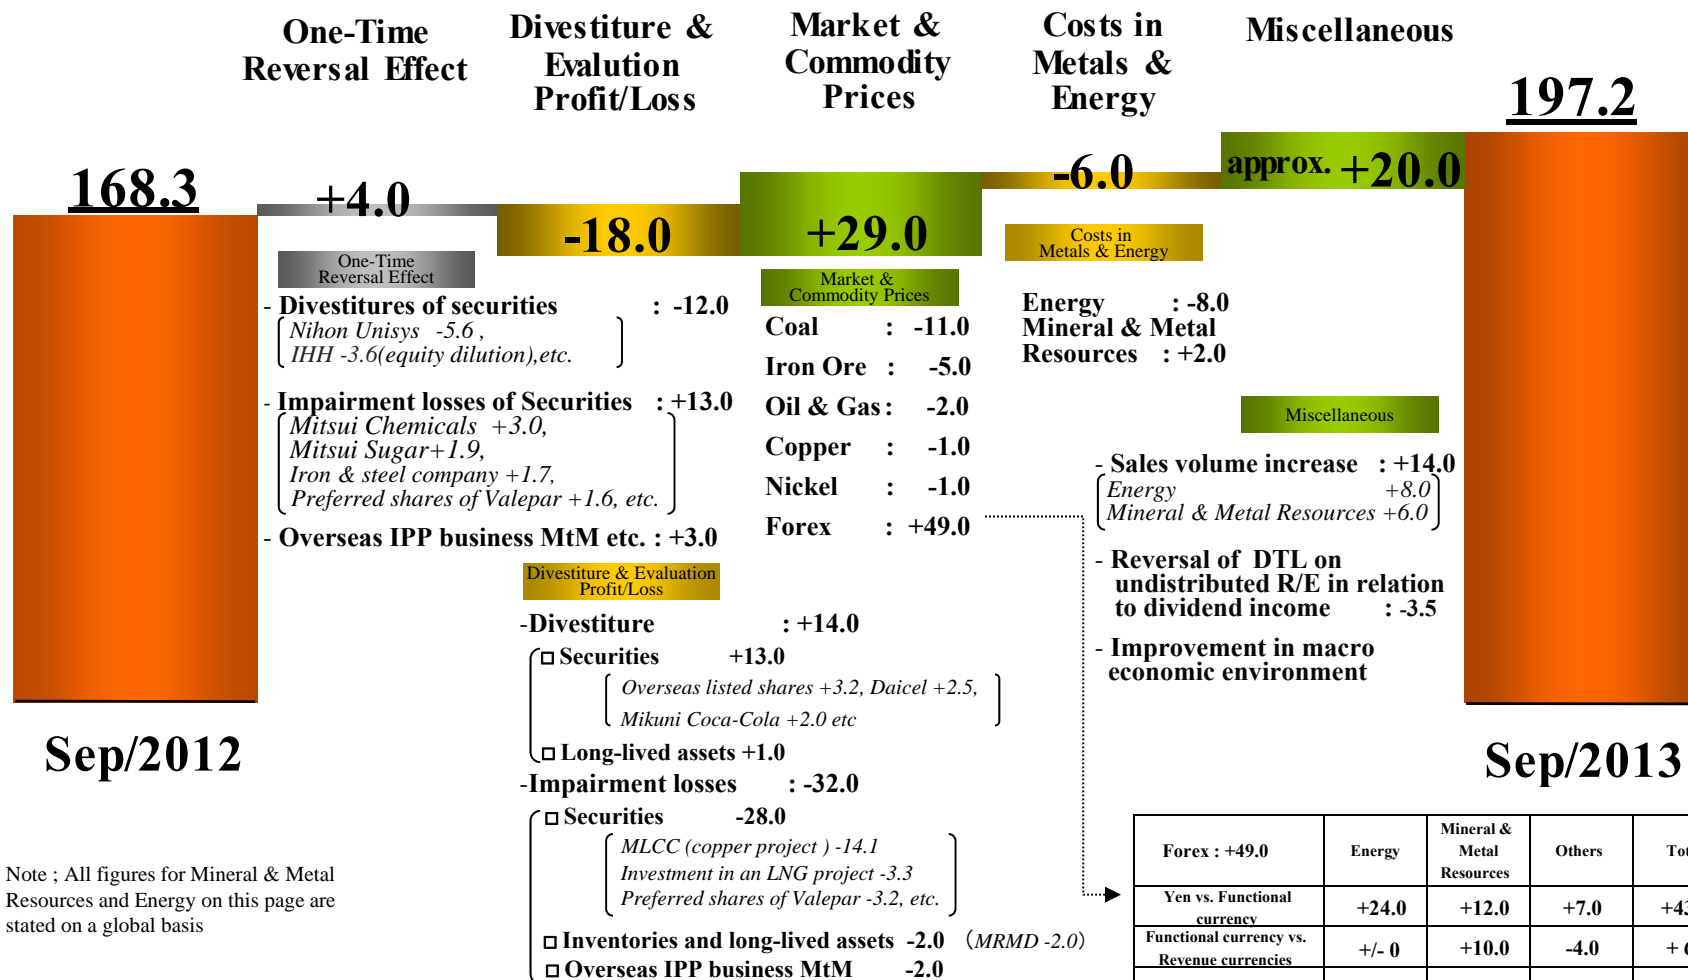 One-Time
Reversal Effect
Divestiture &
Evalution
Profit/Loss
Market &
Commodity
Prices
Costs in
Metals &
Energy
Miscellaneous
168.3
+4.0
-18.0
+29.0
-6.0
approx. +20.0
197.2
One-Time
Reversal Effect
- Divestitures of securities : -12.0
Nihon Unisys -5.6 ,
IHH -3.6(equity dilution),etc.
- Impairment losses of Securities : +13.0
Mitsui Chemicals +3.0,
Mitsui Sugar+1.9,
Iron & steel company +1.7,
Preferred shares of Valepar +1.6, etc.
- Overseas IPP business MtM etc. : +3.0
Divestiture & Evaluation
Profit/Loss
-Divestiture : +14.0
□ Securities +13.0
Overseas listed shares +3.2, Daicel +2.5,
Mikuni Coca-Cola +2.0 etc
□ Long-lived assets +1.0
-Impairment losses : -32.0
□ Securities -28.0
MLCC (copper project ) -14.1
Investment in an LNG project -3.3
Preferred shares of Valepar -3.2, etc.
□ Inventories and long-lived assets -2.0 （MRMD -2.0）
□ Overseas IPP business MtM -2.0
Market &
Commodity Prices
Coal : -11.0
Iron Ore : -5.0
Oil & Gas : -2.0
Copper : -1.0
Nickel : -1.0
Forex : +49.0
Costs in
Metals & Energy
Energy : -8.0
Mineral & Metal
Resources : +2.0
Miscellaneous
- Sales volume increase : +14.0
Energy +8.0
Mineral & Metal Resources +6.0
- Reversal of DTL on
undistributed R/E in relation
to dividend income : -3.5
- Improvement in macro
economic environment
Sep/2012
Sep/2013
Note ; All figures for Mineral & Metal
Resources and Energy on this page are
stated on a global basis
Forex : +49.0 Energy Mineral & Metal Resources Others
Yen vs. Functional currency +24.0 +12.0 +7.0
Functional currency vs. Revenue currencies +/- 0 +10.0 -4.0